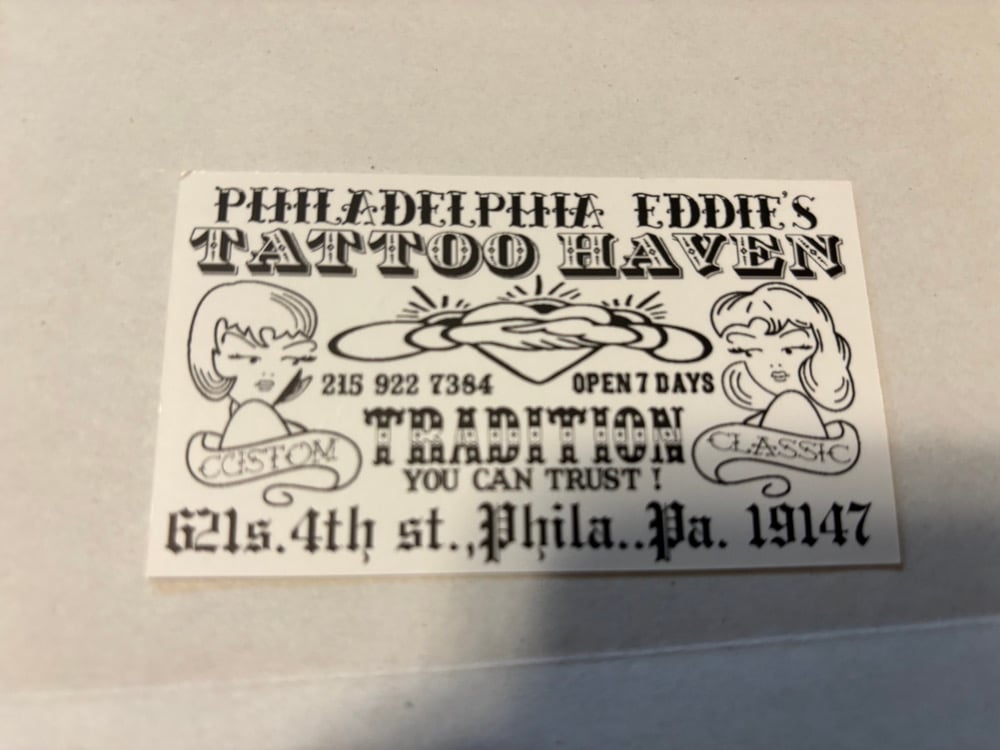 PHILADELPHIA EDDIE'S
TATTOO HAVEN
215 922 7384 OPEN 7 DAYS
TRADITION
CUSTOM
CLASSIC
YOU CAN TRUST !
621s. 4th st.,Phila..Pa. 19147